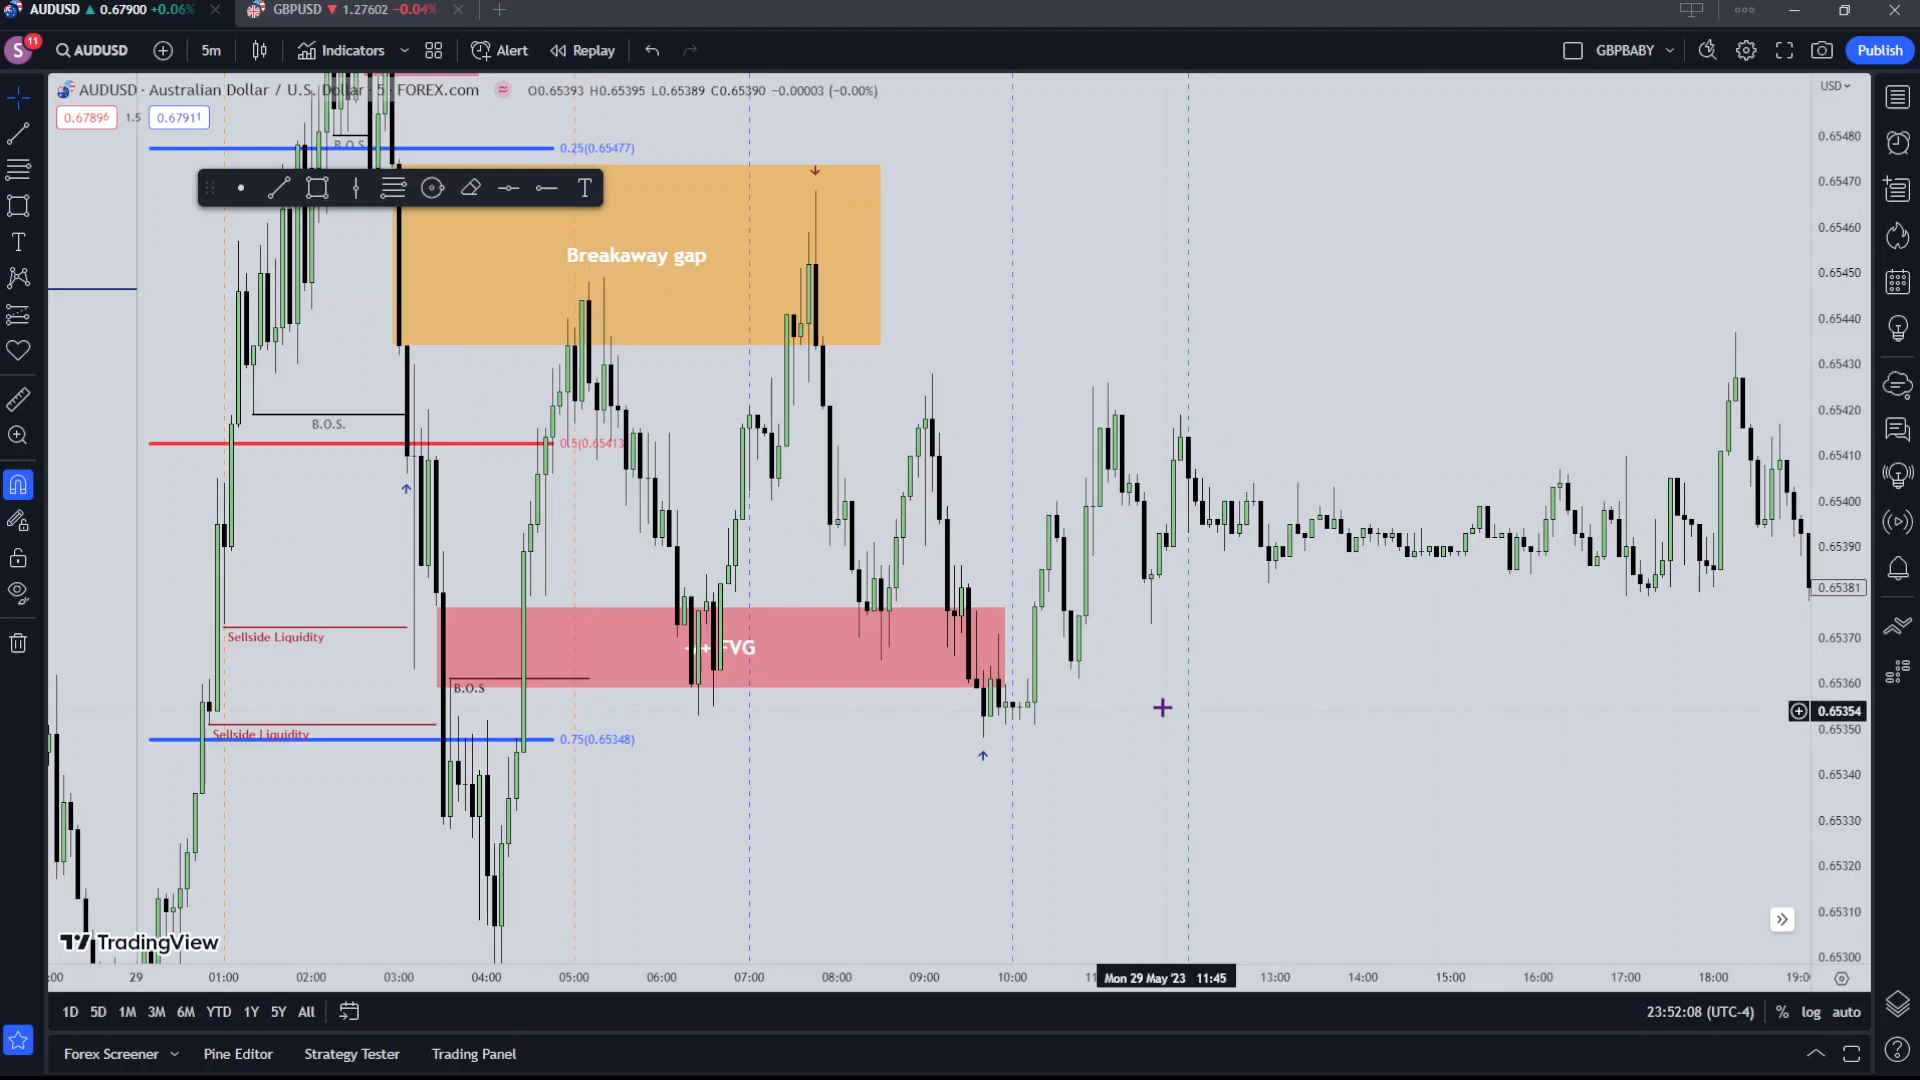 AUDUSD ▲ 0.67900 +0.06%
GBPUSD ▼ 1.27602 -0.04%
S 11 AUDUSD 5m Indicators Alert Replay GBPBABY Publish
AUDUSD · Australian Dollar / U.S. Dollar · 5 · FOREX.com O0.65393 H0.65395 L0.65389 C0.65390 −0.00003 (−0.00%)
USD
0.67896 1.5 0.67911
0.65480
B.O.S
0.25(0.65477)
0.65470
T
0.65460
Breakaway gap
0.65450
0.65440
0.65430
0.65420
B.O.S.
0.5(0.65413
0.65410
0.65400
0.65390
0.65381
0.65370
Sellside Liquidity
FVG
0.65360
B.O.S
0.65354
0.65350
Sellside Liquidity
0.75(0.65348)
0.65340
0.65330
0.65320
0.65310
TradingView
0.65300
:00 29 01:00 02:00 03:00 04:00 05:00 06:00 07:00 08:00 09:00 10:00 Mon 29 May '23 11:45 13:00 14:00 15:00 16:00 17:00 18:00 19:0
1D 5D 1M 3M 6M YTD 1Y 5Y All 23:52:08 (UTC-4) % log auto
Forex Screener Pine Editor Strategy Tester Trading Panel